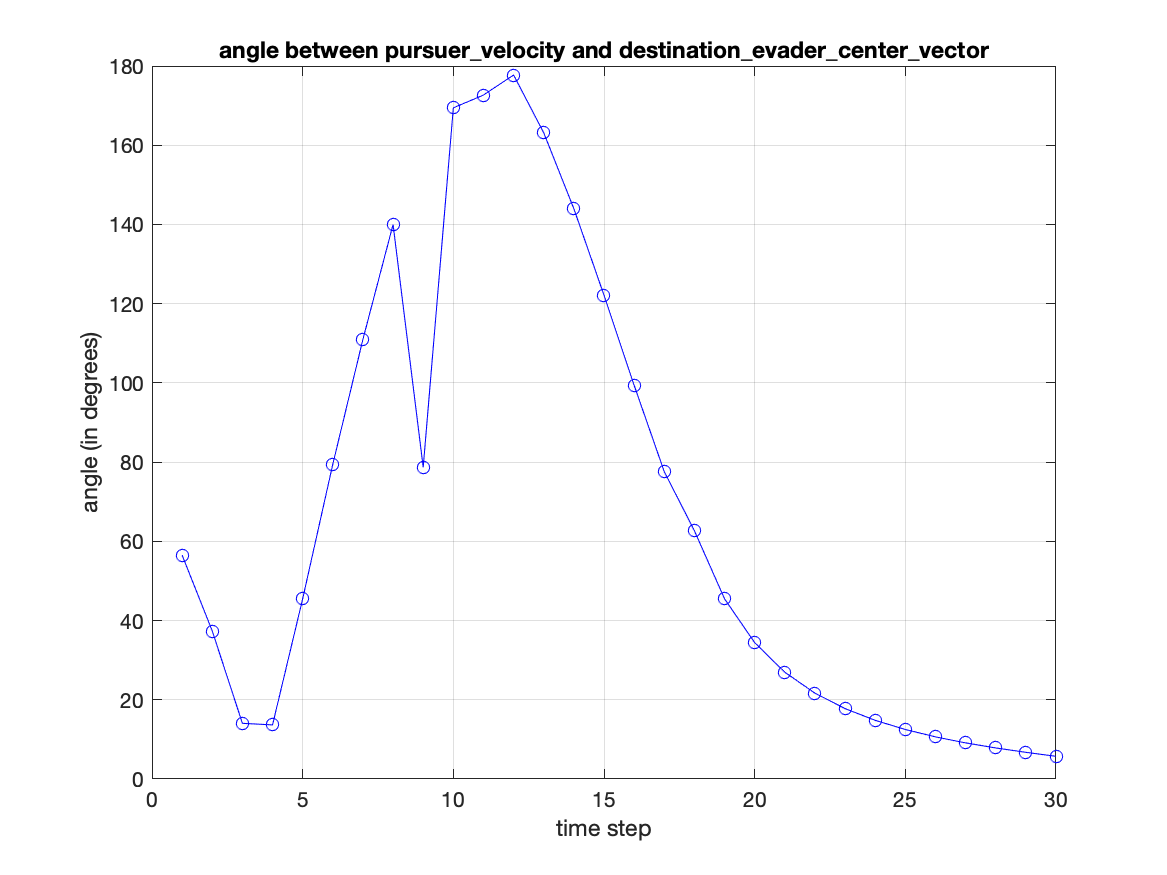 angle between pursuer_velocity and destination_evader_center_vector
180
160
140
120
100
80
60
40
20
0
angle (in degrees)
0 5 10 15 20 25 30
time step